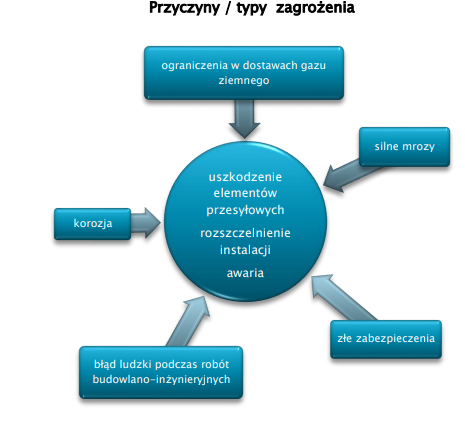 Przyczyny / typy zagrożenia
ograniczenia w dostawach gazu
ziemnego
silne mrozy
uszkodzenie
elementów
przesyłowych
rozszczelnienie
instalacji
awaria
korozja
złe zabezpieczenia
błąd ludzki podczas robót
budowlano-inżynieryjnych